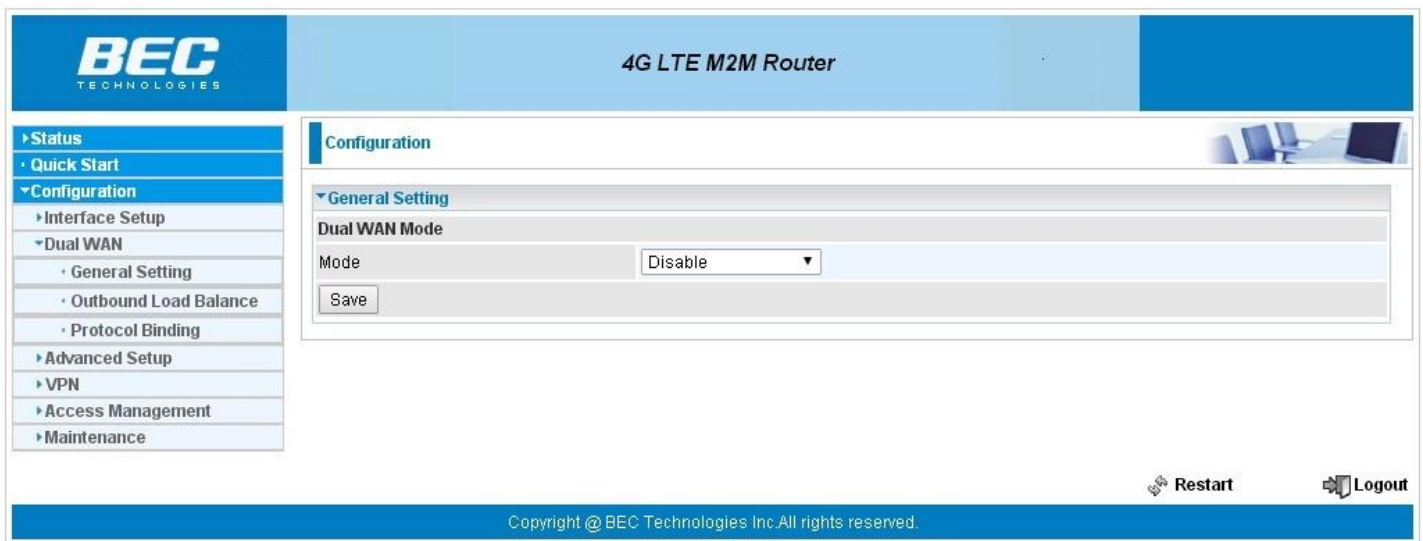 BEC
TECHNOLOGIES
4G LTE M2M Router
Status
Quick Start
Configuration
Interface Setup
Dual WAN
General Setting
Outbound Load Balance
Protocol Binding
Advanced Setup
VPN
Access Management
Maintenance
Configuration
General Setting
Dual WAN Mode
Mode
Disable
Save
Restart
Logout
Copyright @ BEC Technologies Inc.All rights reserved.